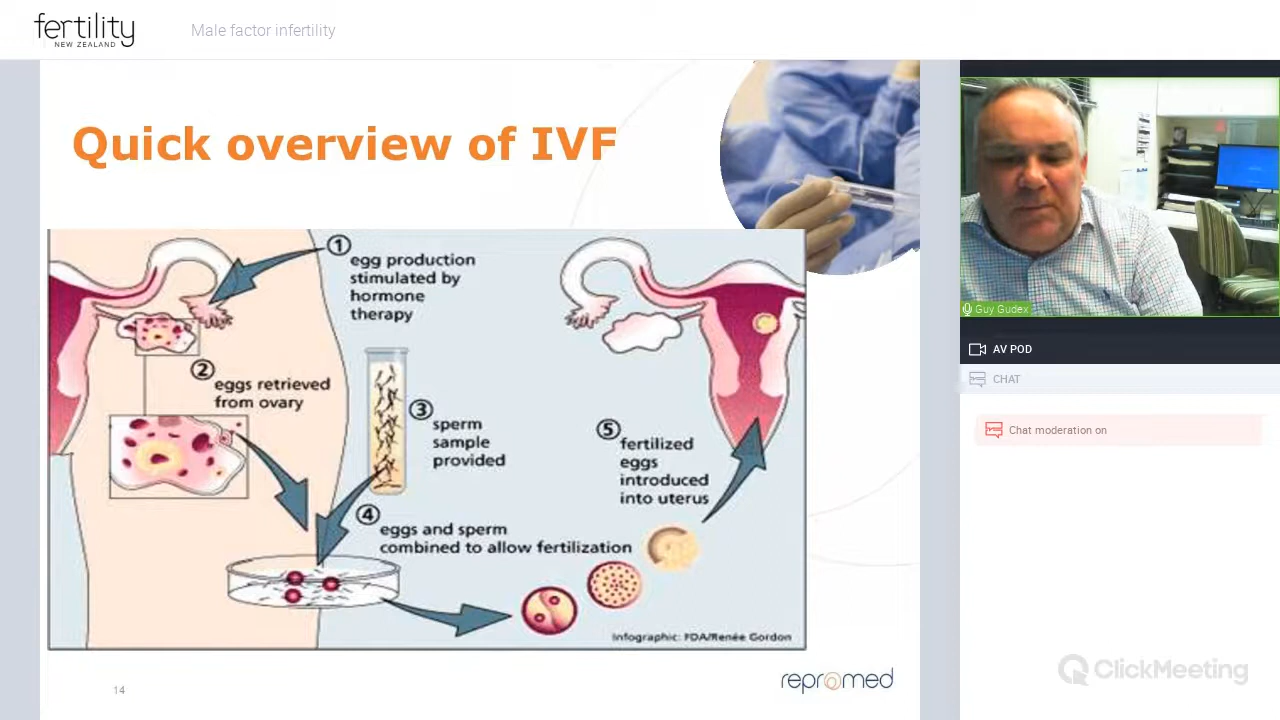 fertility
NEW ZEALAND
Male factor infertility
Quick overview of IVF
1
egg production
stimulated by
hormone
therapy
2
eggs retrieved
from ovary
3
sperm
sample
provided
4
eggs and sperm
combined to allow fertilization
5
fertilized
eggs
introduced
into uterus
Infographic: FDA/Renée Gordon
14
repromed
Guy Gudex
AV POD
CHAT
Chat moderation on
ClickMeeting